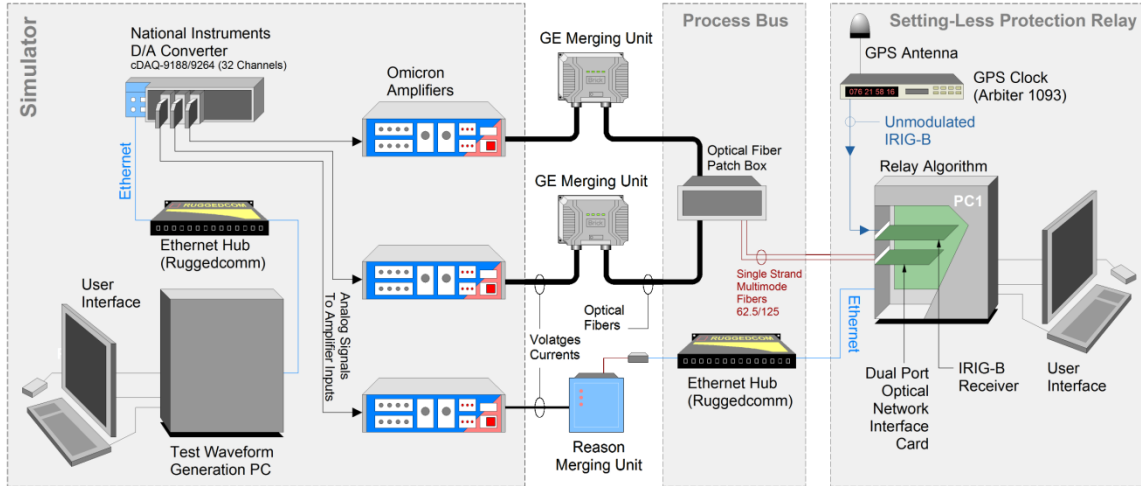 Simulator
National Instruments
D/A Converter
cDAQ-9188/9264 (32 Channels)
Omicron
Amplifiers
GE Merging Unit
Ethernet
RUGGEDCOM
Ethernet Hub
(Ruggedcomm)
User
Interface
Test Waveform
Generation PC
Analog Signals
To Amplifier Inputs
GE Merging Unit
Volatges
Currents
Optical
Fibers
Reason
Merging Unit
Process Bus
Optical Fiber
Patch Box
Single Strand
Multimode
Fibers
62.5/125
RUGGEDCOM
Ethernet Hub
(Ruggedcomm)
Setting-Less Protection Relay
GPS Antenna
076 21 58 16
GPS Clock
(Arbiter 1093)
Unmodulated
IRIG-B
Relay Algorithm
PC1
Ethernet
Dual Port
Optical
Network
Interface
Card
IRIG-B
Receiver
User
Interface